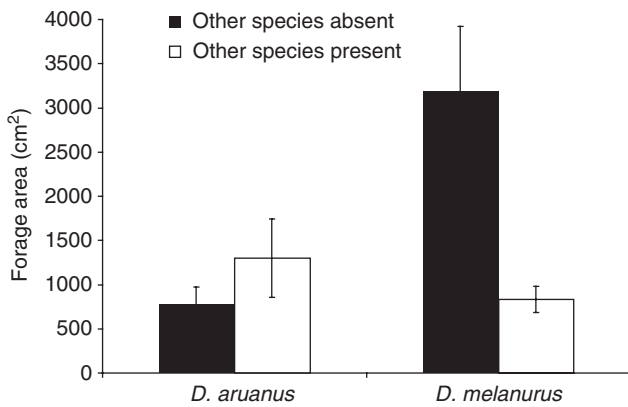 Other species absent
Other species present
Forage area (cm²)
4000
3500
3000
2500
2000
1500
1000
500
0
D. aruanus
D. melanurus